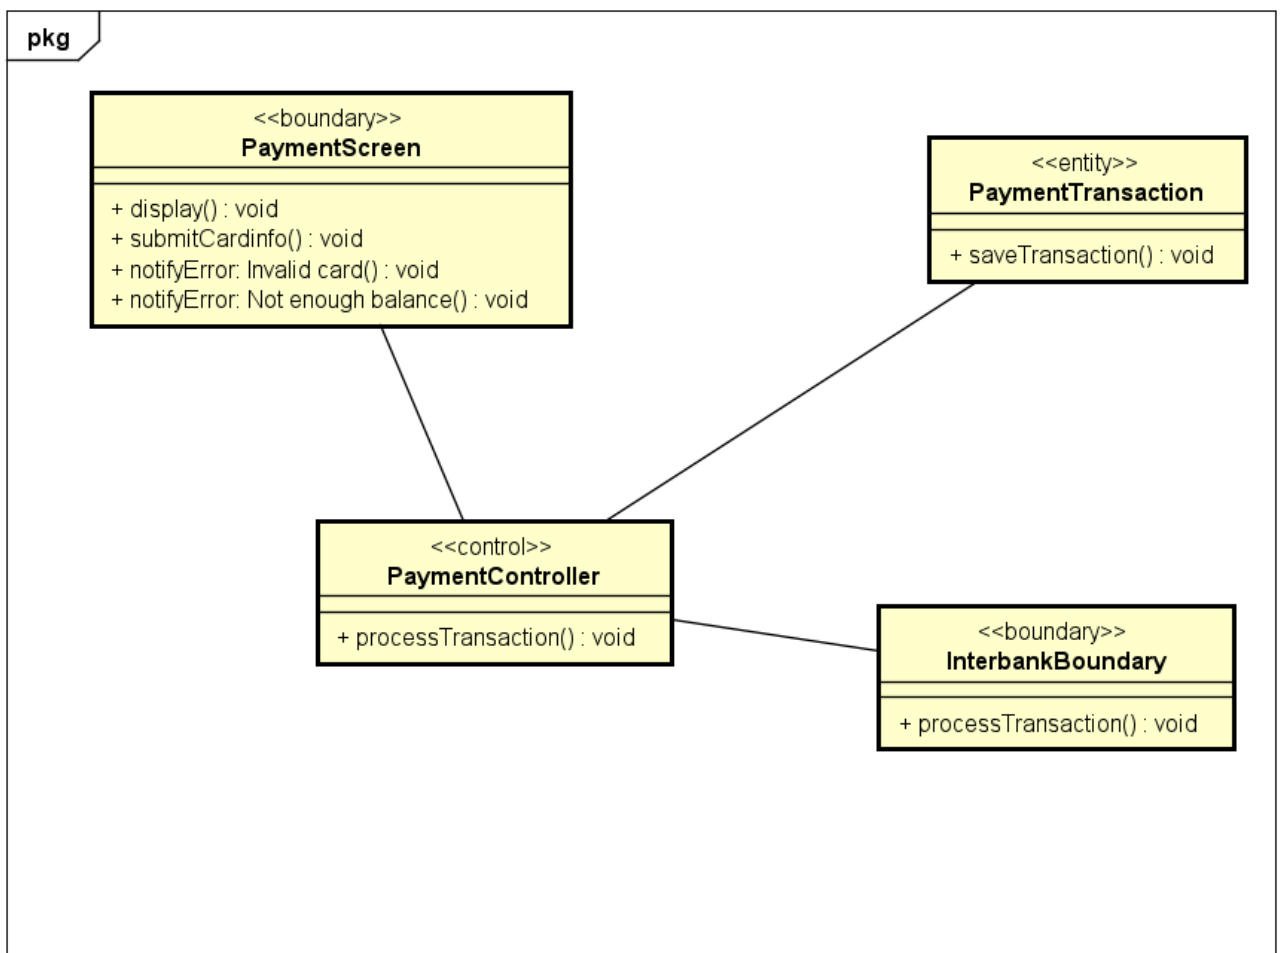 pkg
<<boundary>>
PaymentScreen
+ display() : void
+ submitCardinfo() : void
+ notifyError: Invalid card() : void
+ notifyError: Not enough balance() : void
<<entity>>
PaymentTransaction
+ saveTransaction() : void
<<control>>
PaymentController
+ processTransaction() : void
<<boundary>>
InterbankBoundary
+ processTransaction() : void